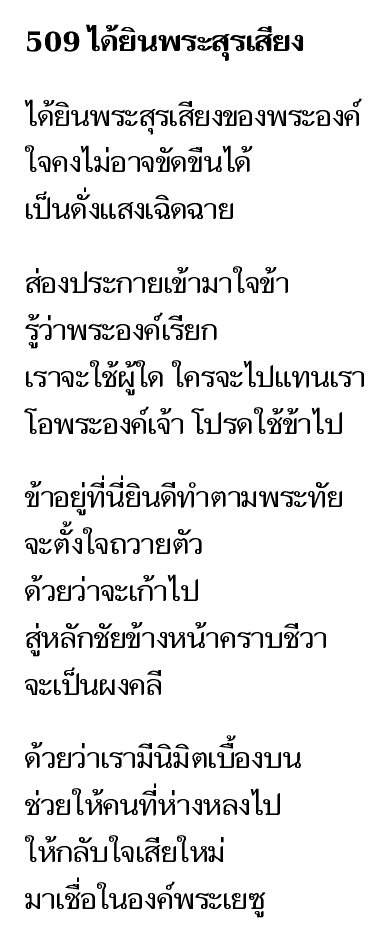 509 ได้ยินพระสุรเสียง
ได้ยินพระสุรเสียงของพระองค์
ใจคงไม่อาจขัดขืนได้
เป็นดั่งแสงเฉิดฉาย
ส่องประกายเข้ามาใจข้า
รู้ว่าพระองค์เรียก
เราจะใช้ผู้ใด ใครจะไปแทนเรา
โอพระองค์เจ้า โปรดใช้ข้าไป
ข้าอยู่ที่นี่ยินดีทำตามพระทัย
จะตั้งใจถวายตัว
ด้วยว่าจะเก้าไป
สู่หลักชัยข้างหน้าคราบชีวา
จะเป็นผงคลี
ด้วยว่าเรามีนิมิตเบื้องบน
ช่วยให้คนที่ห่างหลงไป
ให้กลับใจเสียใหม่
มาเชื่อในองค์พระเยซู